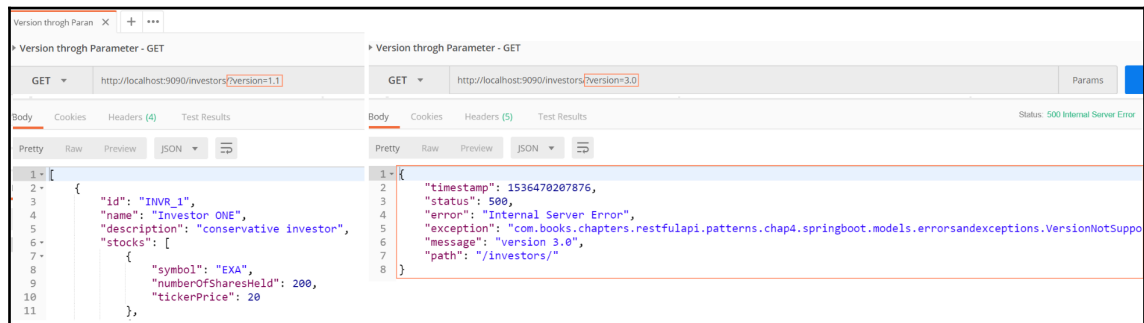 Version throgh Paran × + •••
Version throgh Parameter - GET
GET http://localhost:9090/investors/?version=1.1
Body Cookies Headers (4) Test Results
Pretty Raw Preview JSON
1 [
2 {
3 "id": "INVR_1",
4 "name": "Investor ONE",
5 "description": "conservative investor",
6 "stocks": [
7 {
8 "symbol": "EXA",
9 "numberOfSharesHeld": 200,
10 "tickerPrice": 20
11 },
Version throgh Parameter - GET
GET http://localhost:9090/investors/?version=3.0 Params
Body Cookies Headers (5) Test Results Status: 500 Internal Server Error
Pretty Raw Preview JSON
1 {
2 "timestamp": 1536470207876,
3 "status": 500,
4 "error": "Internal Server Error",
5 "exception": "com.books.chapters.restfulapi.patterns.chap4.springboot.models.errorsandexceptions.VersionNotSuppo
6 "message": "version 3.0",
7 "path": "/investors/"
8 }